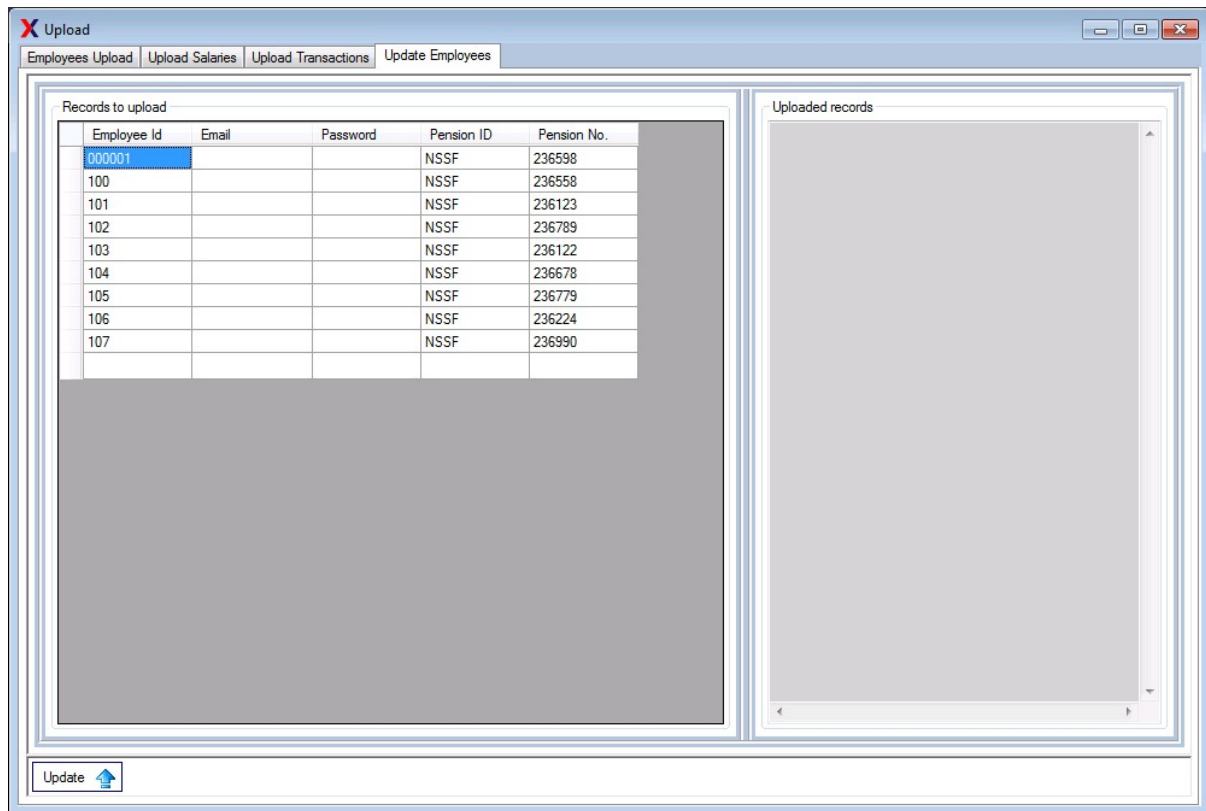 Upload
Employees Upload Upload Salaries Upload Transactions Update Employees
Records to upload Uploaded records
Employee Id Email Password Pension ID Pension No.
000001 NSSF 236598
100 NSSF 236558
101 NSSF 236123
102 NSSF 236789
103 NSSF 236122
104 NSSF 236678
105 NSSF 236779
106 NSSF 236224
107 NSSF 236990
Update